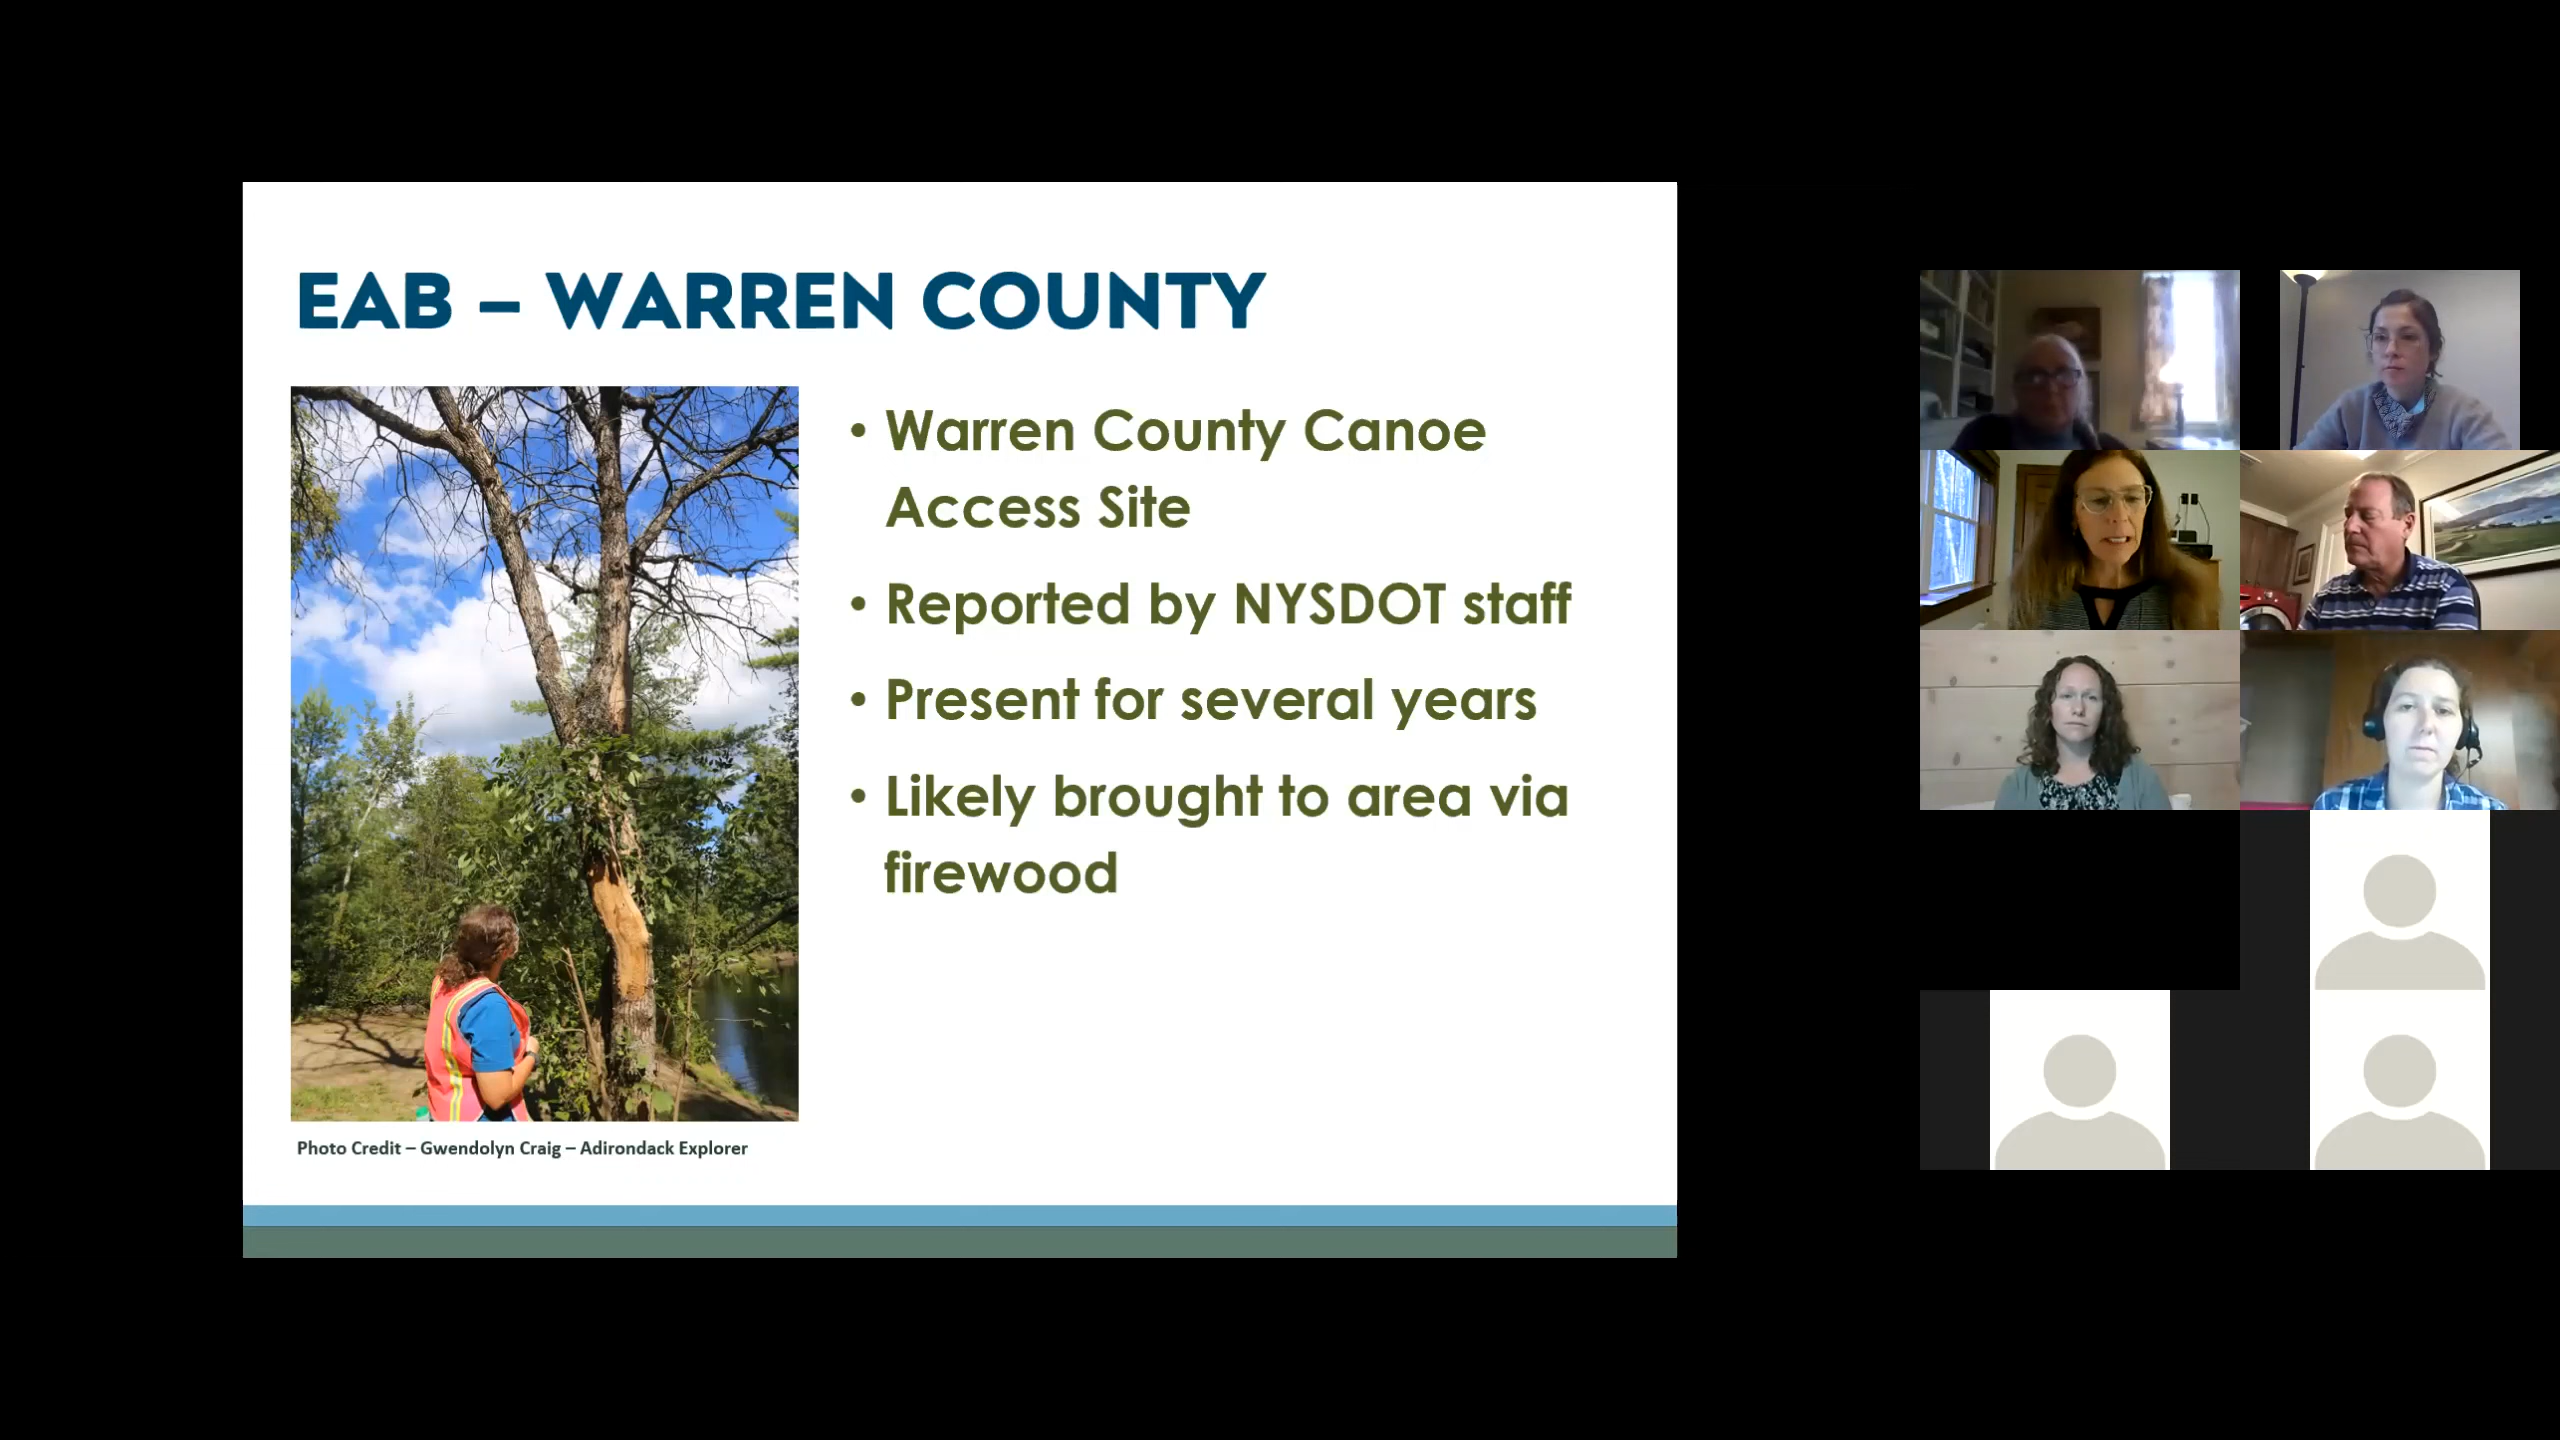 EAB – WARREN COUNTY
• Warren County Canoe
Access Site
• Reported by NYSDOT staff
• Present for several years
• Likely brought to area via
firewood
Photo Credit – Gwendolyn Craig – Adirondack Explorer